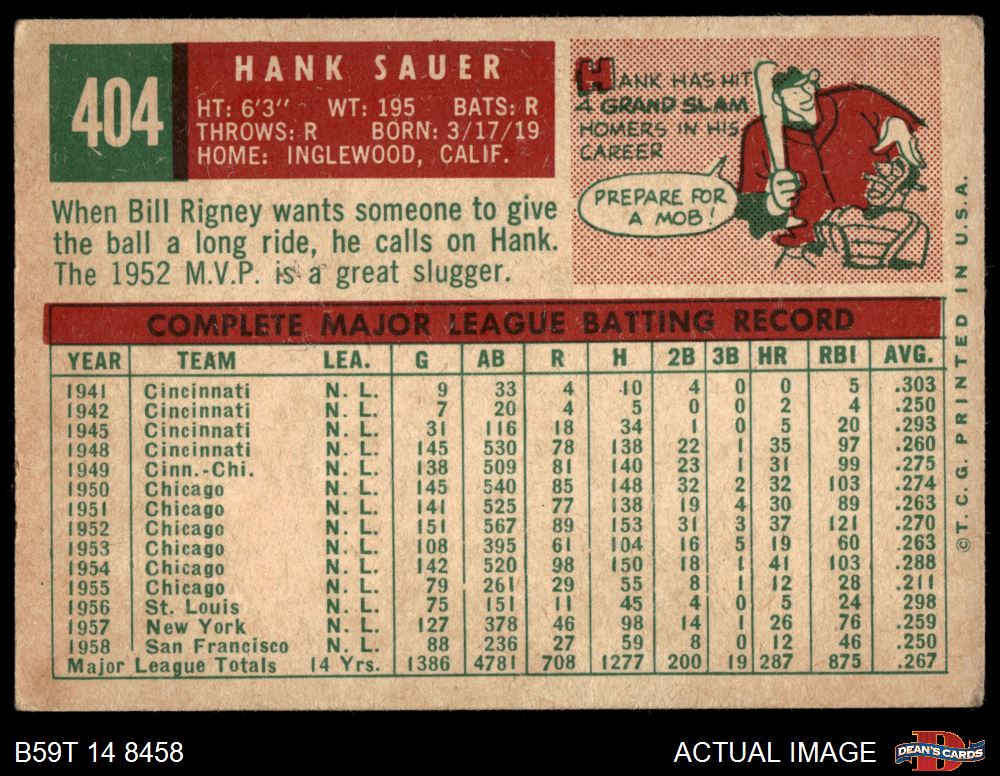 404
HANK SAUER
HT: 6'3" WT: 195 BATS: R
THROWS: R BORN: 3/17/19
HOME: INGLEWOOD, CALIF.
HANK HAS HIT
4 GRAND SLAM
HOMERS IN HIS
CAREER
PREPARE FOR
A MOB!
When Bill Rigney wants someone to give
the ball a long ride, he calls on Hank.
The 1952 M.V.P. is a great slugger.
COMPLETE MAJOR LEAGUE BATTING RECORD
YEAR TEAM LEA. G AB R H 2B 3B HR RBI AVG.
1941 Cincinnati N. L. 9 33 4 10 4 0 0 5 .303
1942 Cincinnati N. L. 7 20 4 5 0 0 2 4 .250
1945 Cincinnati N. L. 31 116 18 34 1 0 5 20 .293
1948 Cincinnati N. L. 145 530 78 138 22 1 35 97 .260
1949 Cinn.-Chi. N. L. 138 509 81 140 23 1 31 99 .275
1950 Chicago N. L. 145 540 85 148 32 2 32 103 .274
1951 Chicago N. L. 141 525 77 138 19 4 30 89 .263
1952 Chicago N. L. 151 567 89 153 31 3 37 121 .270
1953 Chicago N. L. 108 395 61 104 16 5 19 60 .263
1954 Chicago N. L. 142 520 98 150 18 1 41 103 .288
1955 Chicago N. L. 79 261 29 55 8 1 12 28 .211
1956 St. Louis N. L. 75 151 11 45 4 0 5 24 .298
1957 New York N. L. 127 378 46 98 14 1 26 76 .259
1958 San Francisco N. L. 88 236 27 59 8 0 12 46 .250
Major League Totals 14 Yrs. 1386 4781 708 1277 200 19 287 875 .267
© T. C. G. PRINTED IN U.S.A.
B59T 14 8458
ACTUAL IMAGE
DEAN'S CARDS